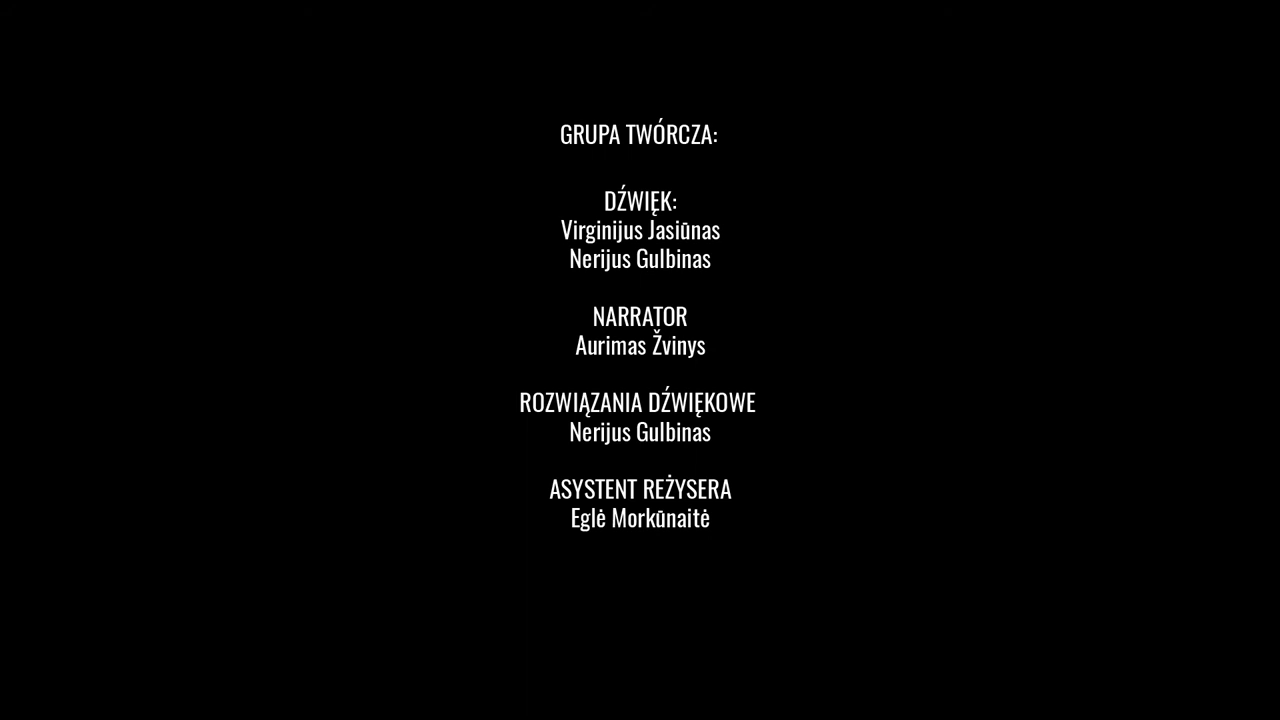 GRUPA TWÓRCZA:
DŹWIĘK:
Virginijus Jasiūnas
Nerijus Gulbinas
NARRATOR
Aurimas Žvinys
ROZWIĄZANIA DŹWIĘKOWE
Nerijus Gulbinas
ASYSTENT REŻYSERA
Eglė Morkūnaitė